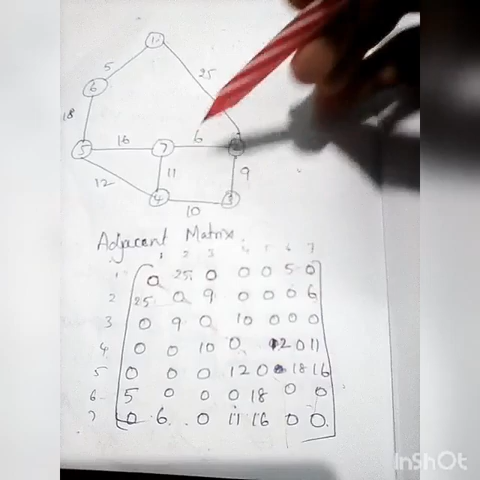 1
5
25
6
18
16
7
6
2
5
11
9
12
4
10
3
Adjacent Matrix.
1 2 3 4 5 6 7
1 0 25 0 0 0 5 0
2 25 0 9 0 0 0 6
3 0 9 0 10 0 0 0
4 0 0 10 0 12 0 11
5 0 0 0 12 0 18 16
6 5 0 0 0 18 0 0
7 0 6 0 11 16 0 0
InShOt